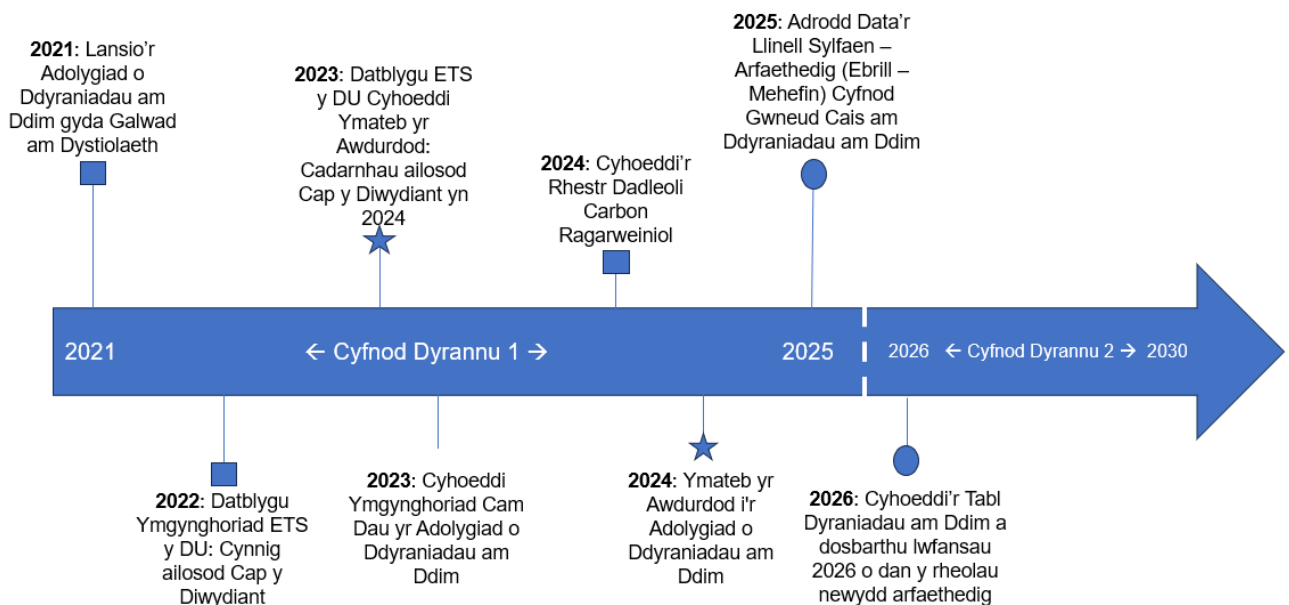 2021: Lansio'r
Adolygiad o
Ddyraniadau am
Ddim gyda Galwad
am Dystiolaeth
2023: Datblygu ETS
y DU Cyhoeddi
Ymateb yr
Awdurdod:
Cadarnhau ailosod
Cap y Diwydiant yn
2024
2024: Cyhoeddi'r
Rhestr Dadleoli
Carbon
Ragarweiniol
2025: Adrodd Data'r
Llinell Sylfaen –
Arfaethedig (Ebrill –
Mehefin) Cyfnod
Gwneud Cais am
Ddyraniadau am Ddim
2021 ← Cyfnod Dyrannu 1 → 2025 2026 ← Cyfnod Dyrannu 2 → 2030
2022: Datblygu
Ymgynghoriad ETS
y DU: Cynnig
ailosod Cap y
Diwydiant
2023: Cyhoeddi
Ymgynghoriad Cam
Dau yr Adolygiad o
Ddyraniadau am
Ddim
2024: Ymateb yr
Awdurdod i'r
Adolygiad o
Ddyraniadau am
Ddim
2026: Cyhoeddi'r Tabl
Dyraniadau am Ddim a
dosbarthu lwfansau
2026 o dan y rheolau
newydd arfaethedig